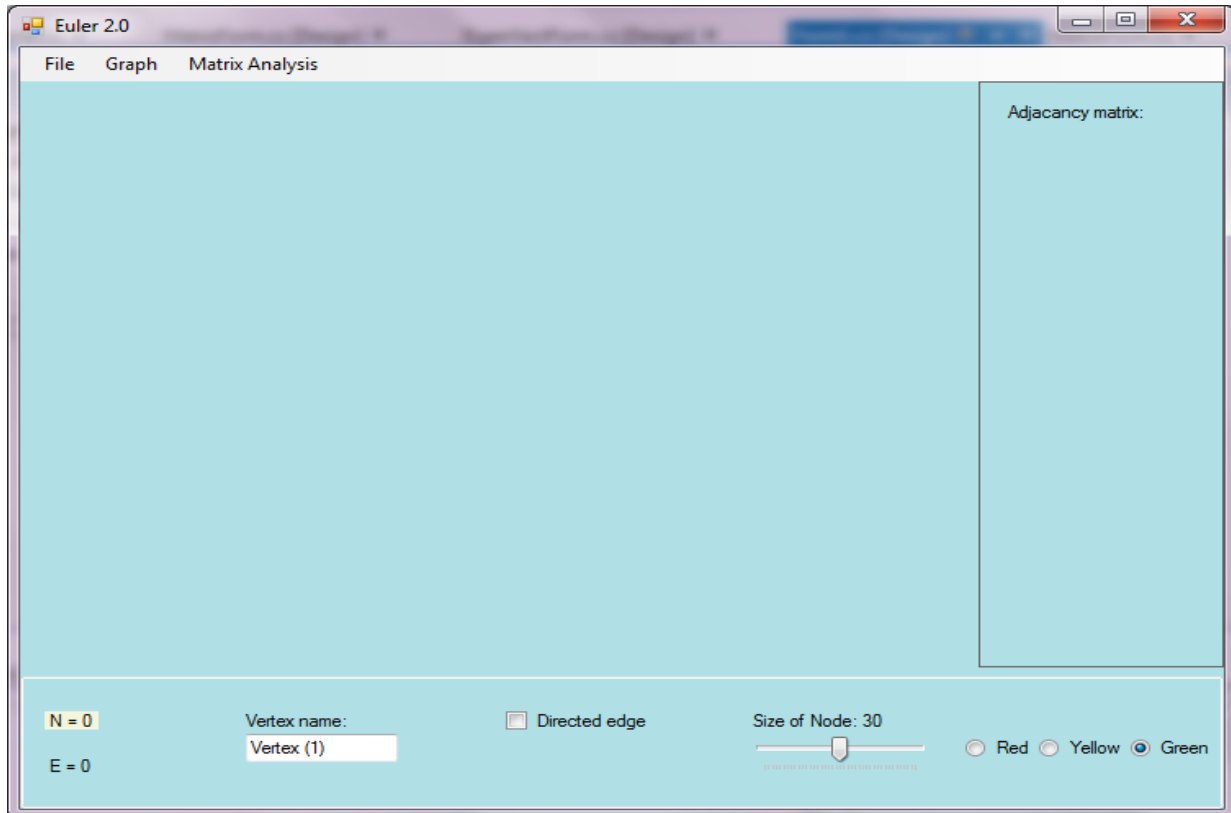 Euler 2.0
File Graph Matrix Analysis
Adjacancy matrix:
N = 0
Vertex name:
Directed edge
Size of Node: 30
Vertex (1)
Red Yellow Green
E = 0